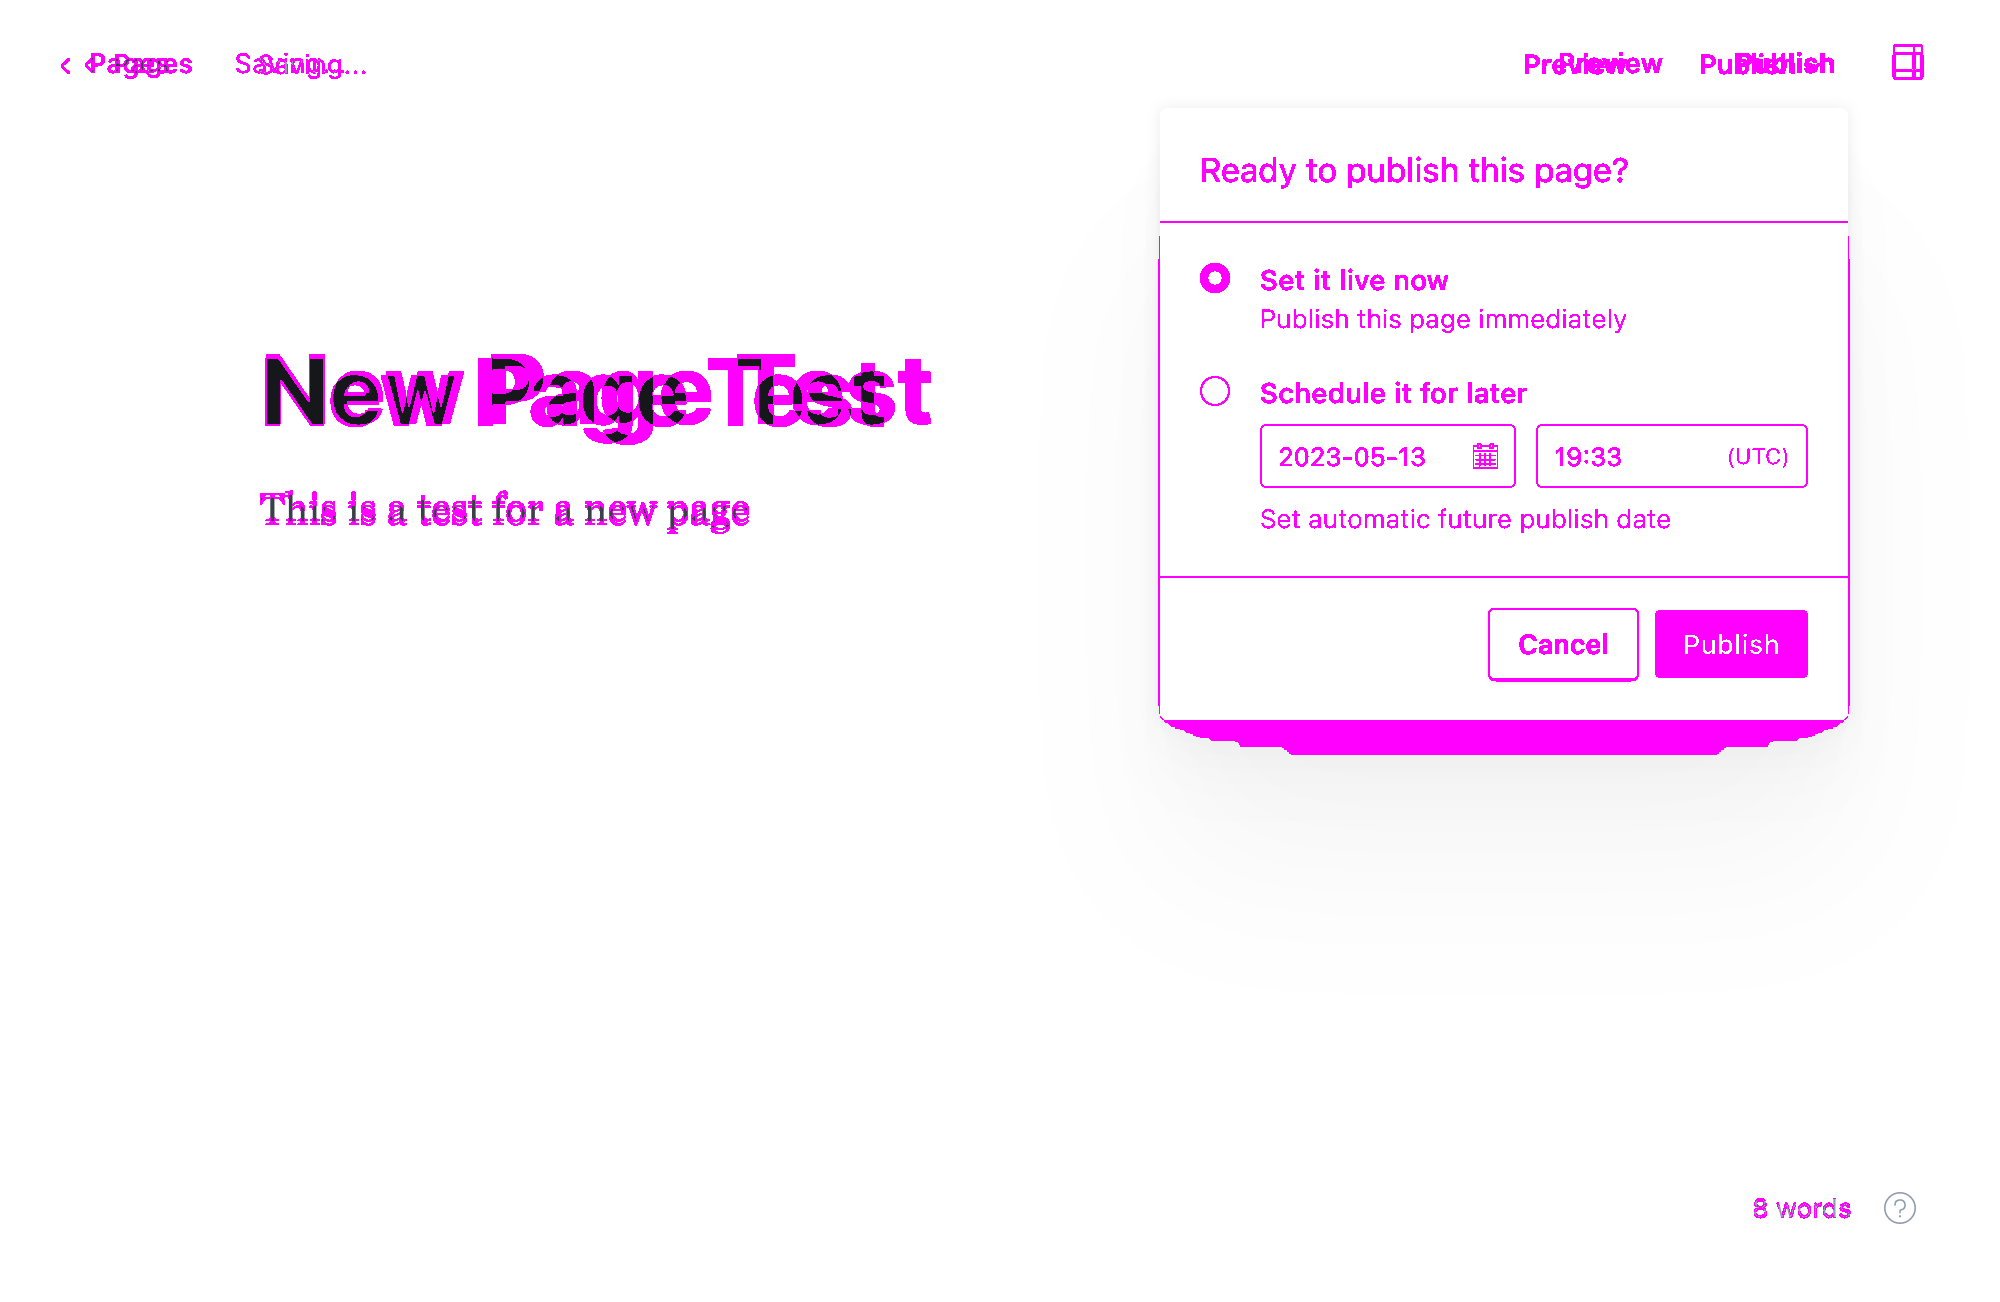 Pages Saving... Preview Publish
Ready to publish this page?
Set it live now
Publish this page immediately
New Page Test
Schedule it for later
2023-05-13 19:33 (UTC)
This is a test for a new page
Set automatic future publish date
Cancel Publish
8 words
?